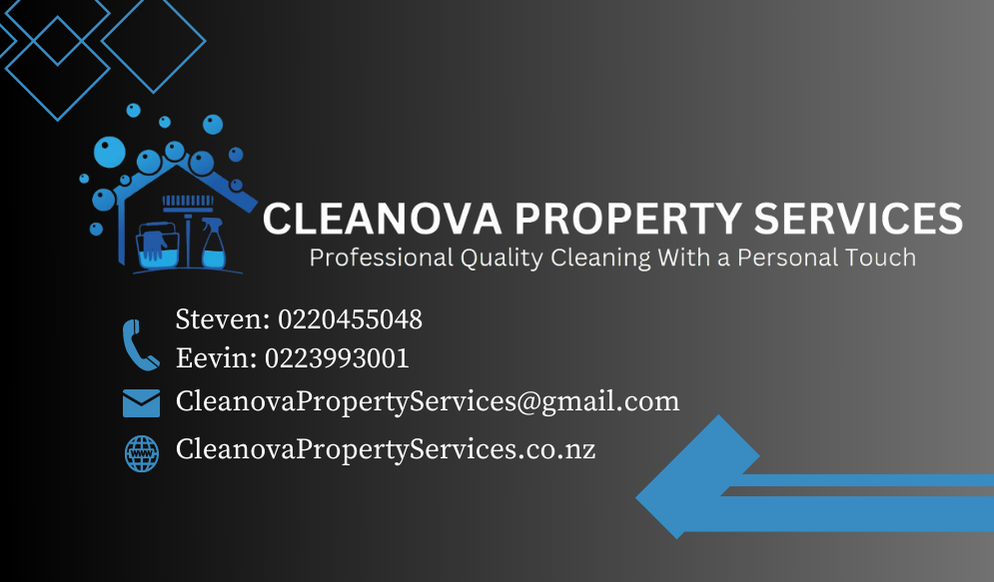 CLEANOVA PROPERTY SERVICES
Professional Quality Cleaning With a Personal Touch
Steven: 0220455048
Eevin: 0223993001
CleanovaPropertyServices@gmail.com
WWW
CleanovaPropertyServices.co.nz